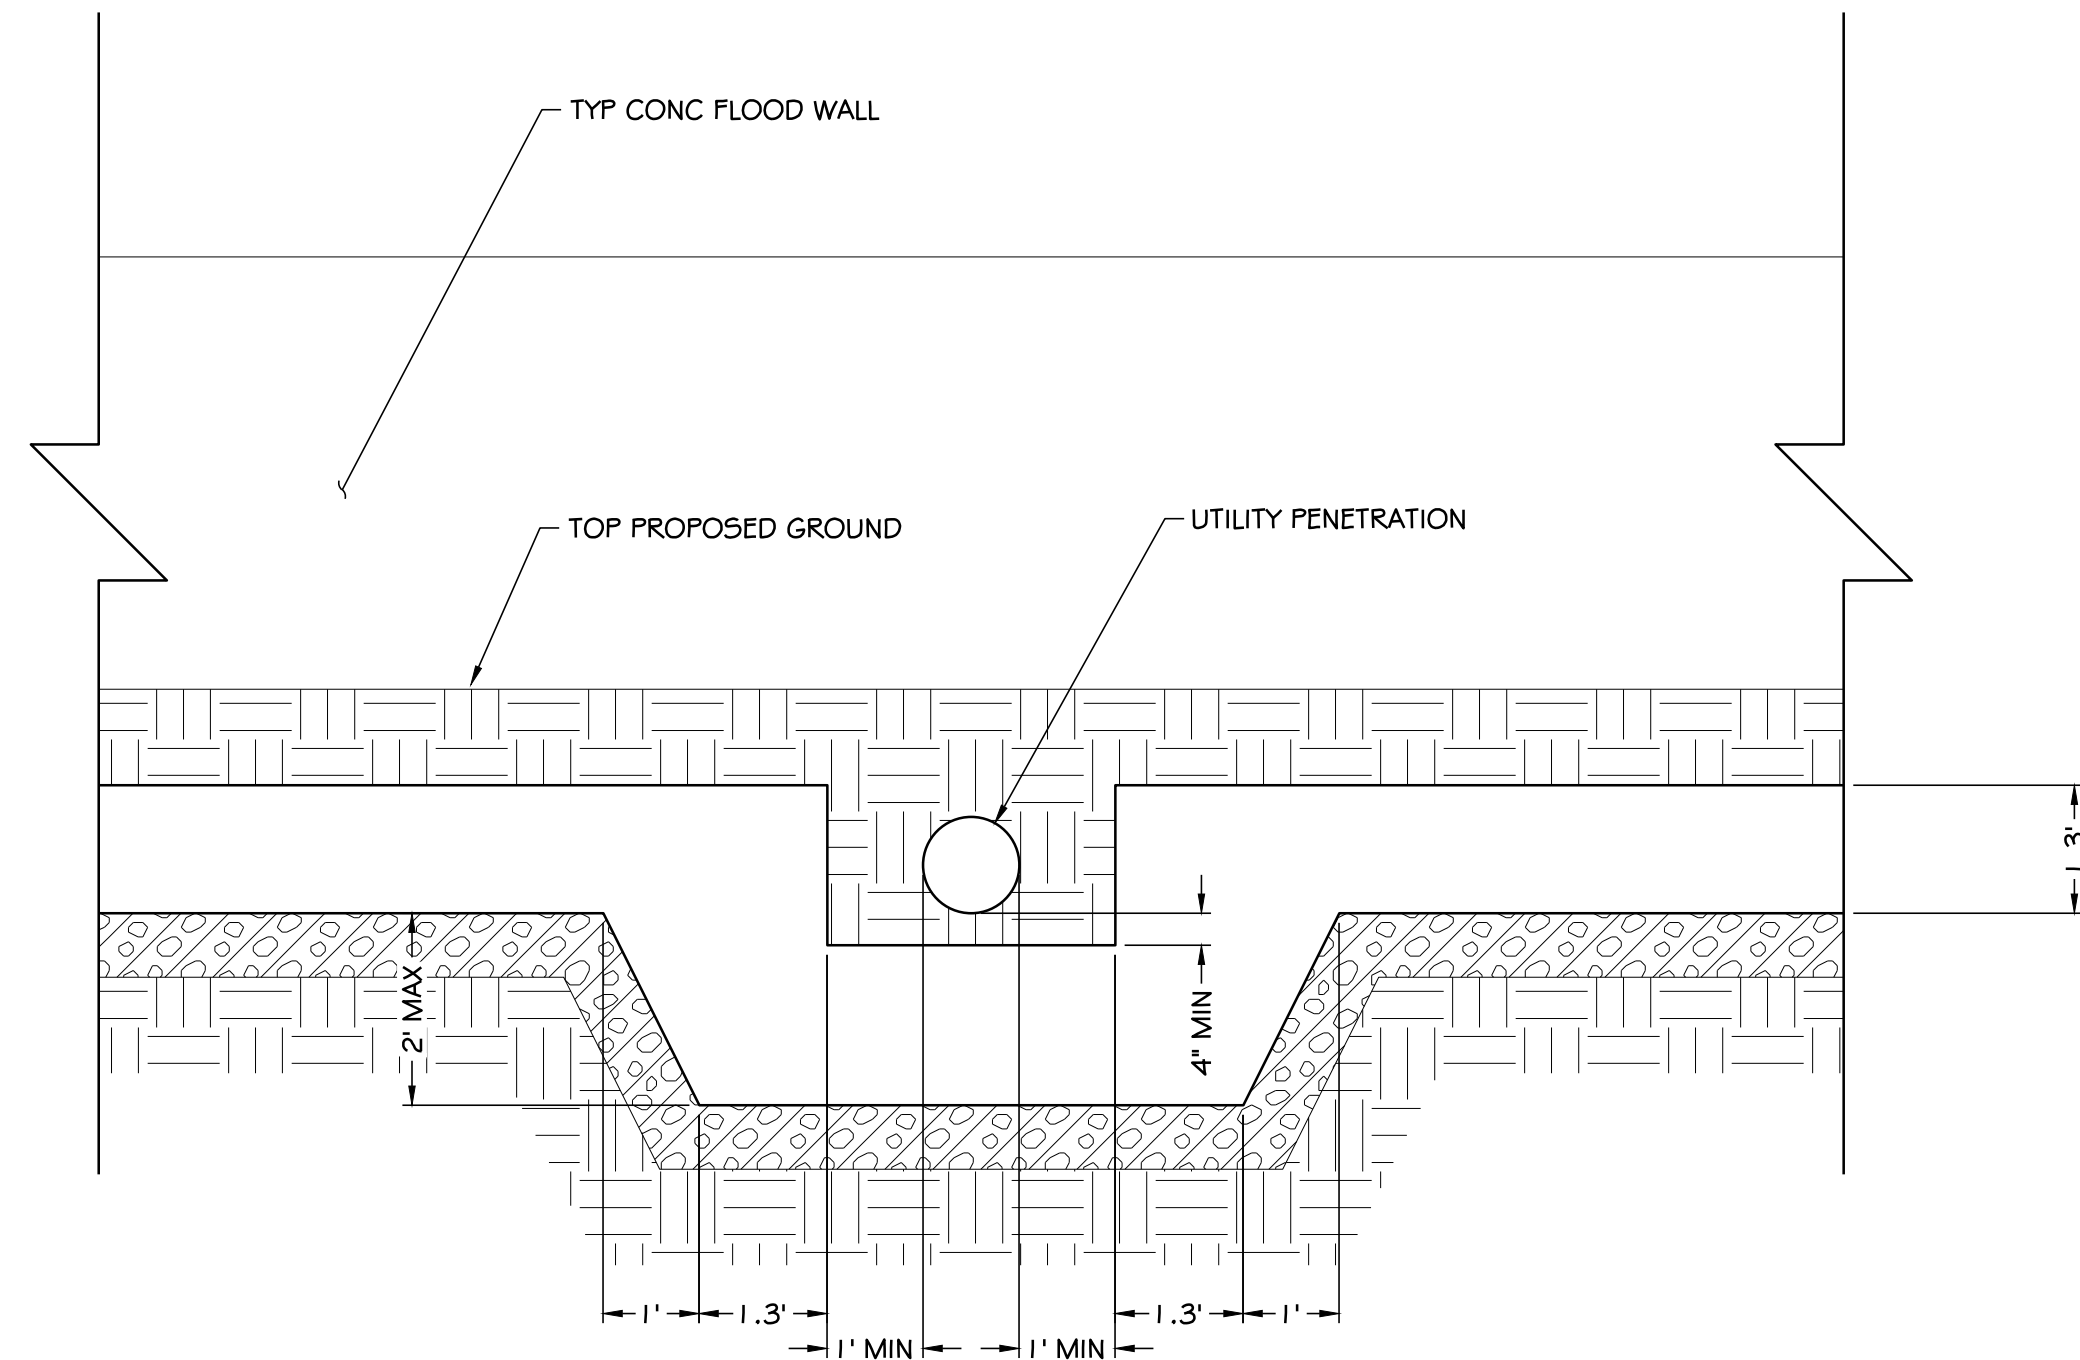 TYP CONC FLOOD WALL
TOP PROPOSED GROUND
UTILITY PENETRATION
2' MAX
4" MIN
1'
1.3'
1.3'
1'
1' MIN
1' MIN